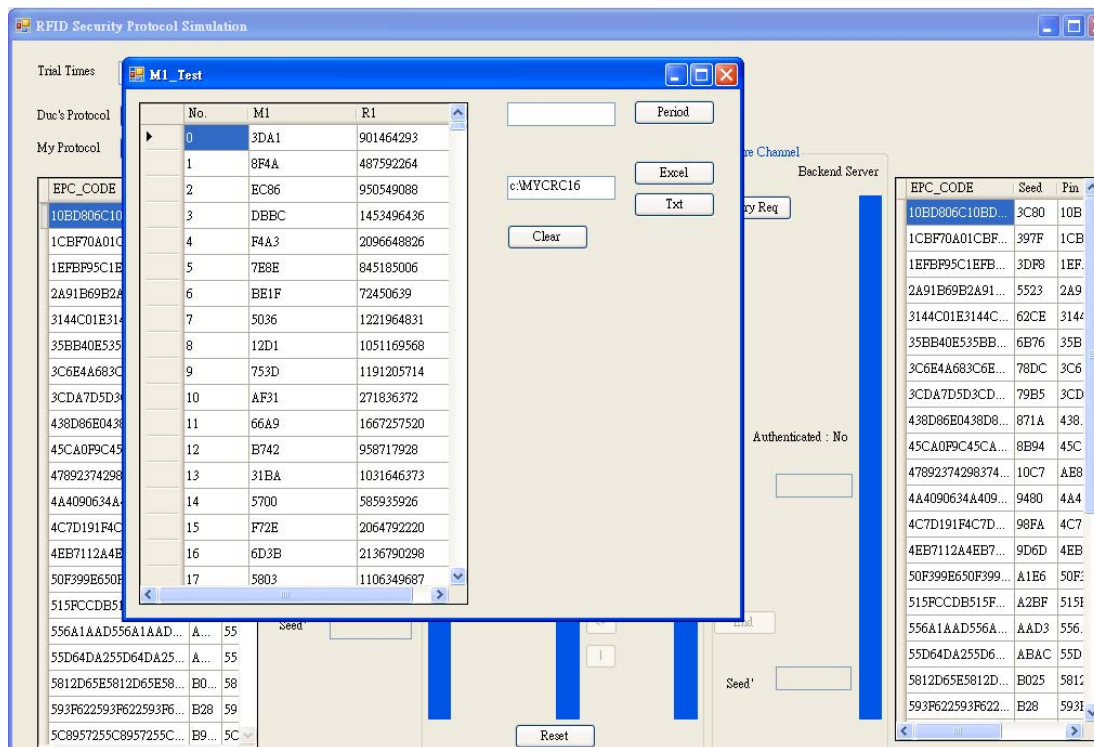 RFID Security Protocol Simulation
Trial Times
Duc's Protocol
My Protocol
EPC_CODE
10BD806C10
1CBF70A01C
1EFBF95C1E
2A91B69B2A
3144C01E314
35BB40E535
3C6E4A683C
3CDA7D5D3
438D86E0438
45CA0F9C45
47892374298
4A4090634A
4C7D191F4C
4EB7112A4E
50F399E650F
515FCCDB51
556A1AAD556A1AAD... A... 55
55D64DA255D64DA25... A... 55
5812D65E5812D65E58... B0... 58
593F622593F622593F6... B28 59
5C8957255C8957255C... B9... 5C
M1_Test
No. M1 R1
0 3DA1 901464293
1 8F4A 487592264
2 EC86 950549088
3 DBBC 1453496436
4 F4A3 2096648826
5 7E8E 845185006
6 BE1F 72450639
7 5036 1221964831
8 12D1 1051169568
9 753D 1191205714
10 AF31 271836372
11 66A9 1667257520
12 B742 958717928
13 31BA 1031646373
14 5700 585935926
15 F72E 2064792220
16 6D3B 2136790298
17 5803 1106349687
Period
c:\MYCRC16
Excel
Txt
Clear
re Channel
Backend Server
ry Req
Authenticated : No
End
Seed'
Seed'
Reset
EPC_CODE Seed Pin
10BD806C10BD... 3C80 10B
1CBF70A01CBF... 397F 1CB
1EFBF95C1EFB... 3DF8 1EF.
2A91B69B2A91... 5523 2A9
3144C01E3144C... 62CE 3144
35BB40E535BB... 6B76 35B
3C6E4A683C6E... 78DC 3C6
3CDA7D5D3CD... 79B5 3CD
438D86E0438D8... 871A 438.
45CA0F9C45CA... 8B94 45C
47892374298374... 10C7 AE8
4A4090634A409... 9480 4A4
4C7D191F4C7D... 98FA 4C7
4EB7112A4EB7... 9D6D 4EB
50F399E650F399... A1E6 50F:
515FCCDB515F... A2BF 515F
556A1AAD556A... AAD3 556.
55D64DA255D6... ABAC 55D
5812D65E5812D... B025 5812
593F622593F622... B28 593F